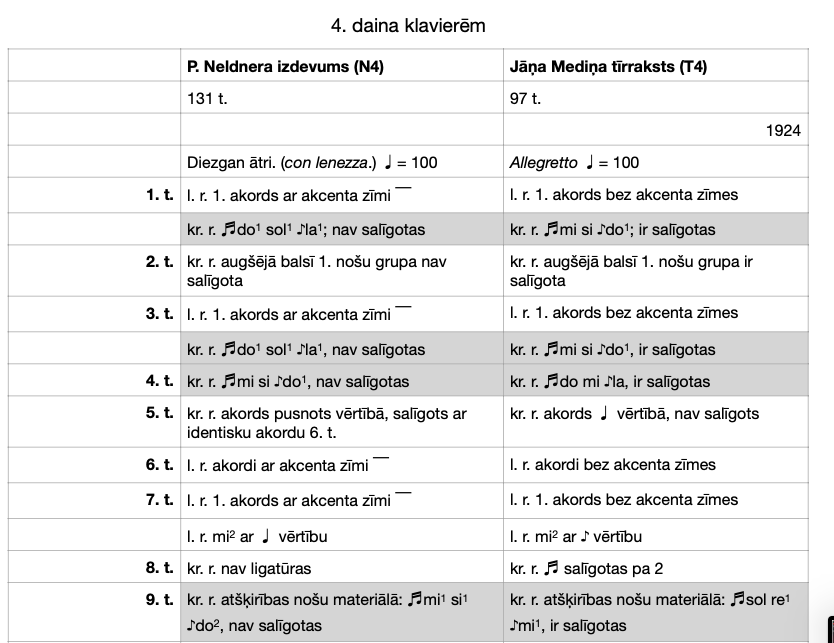 4. daina klavierēm
P. Neldnera izdevums (N4) Jāņa Mediņa tīrraksts (T4)
131 t. 97 t.
1924
Diezgan ātri. (con lenezza.) ♩ = 100 Allegretto ♩ = 100
1. t. l. r. 1. akords ar akcenta zīmi ¯ l. r. 1. akords bez akcenta zīmes
kr. r. ♬do¹ sol¹ ♪la¹; nav salīgotas kr. r. ♬mi si ♪do¹; ir salīgotas
2. t. kr. r. augšējā balsī 1. nošu grupa nav kr. r. augšējā balsī 1. nošu grupa ir
salīgota salīgota
3. t. l. r. 1. akords ar akcenta zīmi ¯ l. r. 1. akords bez akcenta zīmes
kr. r. ♬do¹ sol¹ ♪la¹, nav salīgotas kr. r. ♬mi si ♪do¹, ir salīgotas
4. t. kr. r. ♬mi si ♪do¹, nav salīgotas kr. r. ♬do mi ♪la, ir salīgotas
5. t. kr. r. akords pusnots vērtībā, salīgots ar kr. r. akords ♩ vērtībā, nav salīgots
identisku akordu 6. t.
6. t. l. r. akordi ar akcenta zīmi ¯ l. r. akordi bez akcenta zīmes
7. t. l. r. 1. akords ar akcenta zīmi ¯ l. r. 1. akords bez akcenta zīmes
l. r. mi² ar ♩ vērtību l. r. mi² ar ♪ vērtību
8. t. kr. r. nav ligatūras kr. r. ♬ salīgotas pa 2
9. t. kr. r. atšķirības nošu materiālā: ♬mi¹ si¹ kr. r. atšķirības nošu materiālā: ♬sol re¹
♪do², nav salīgotas ♪mi¹, ir salīgotas